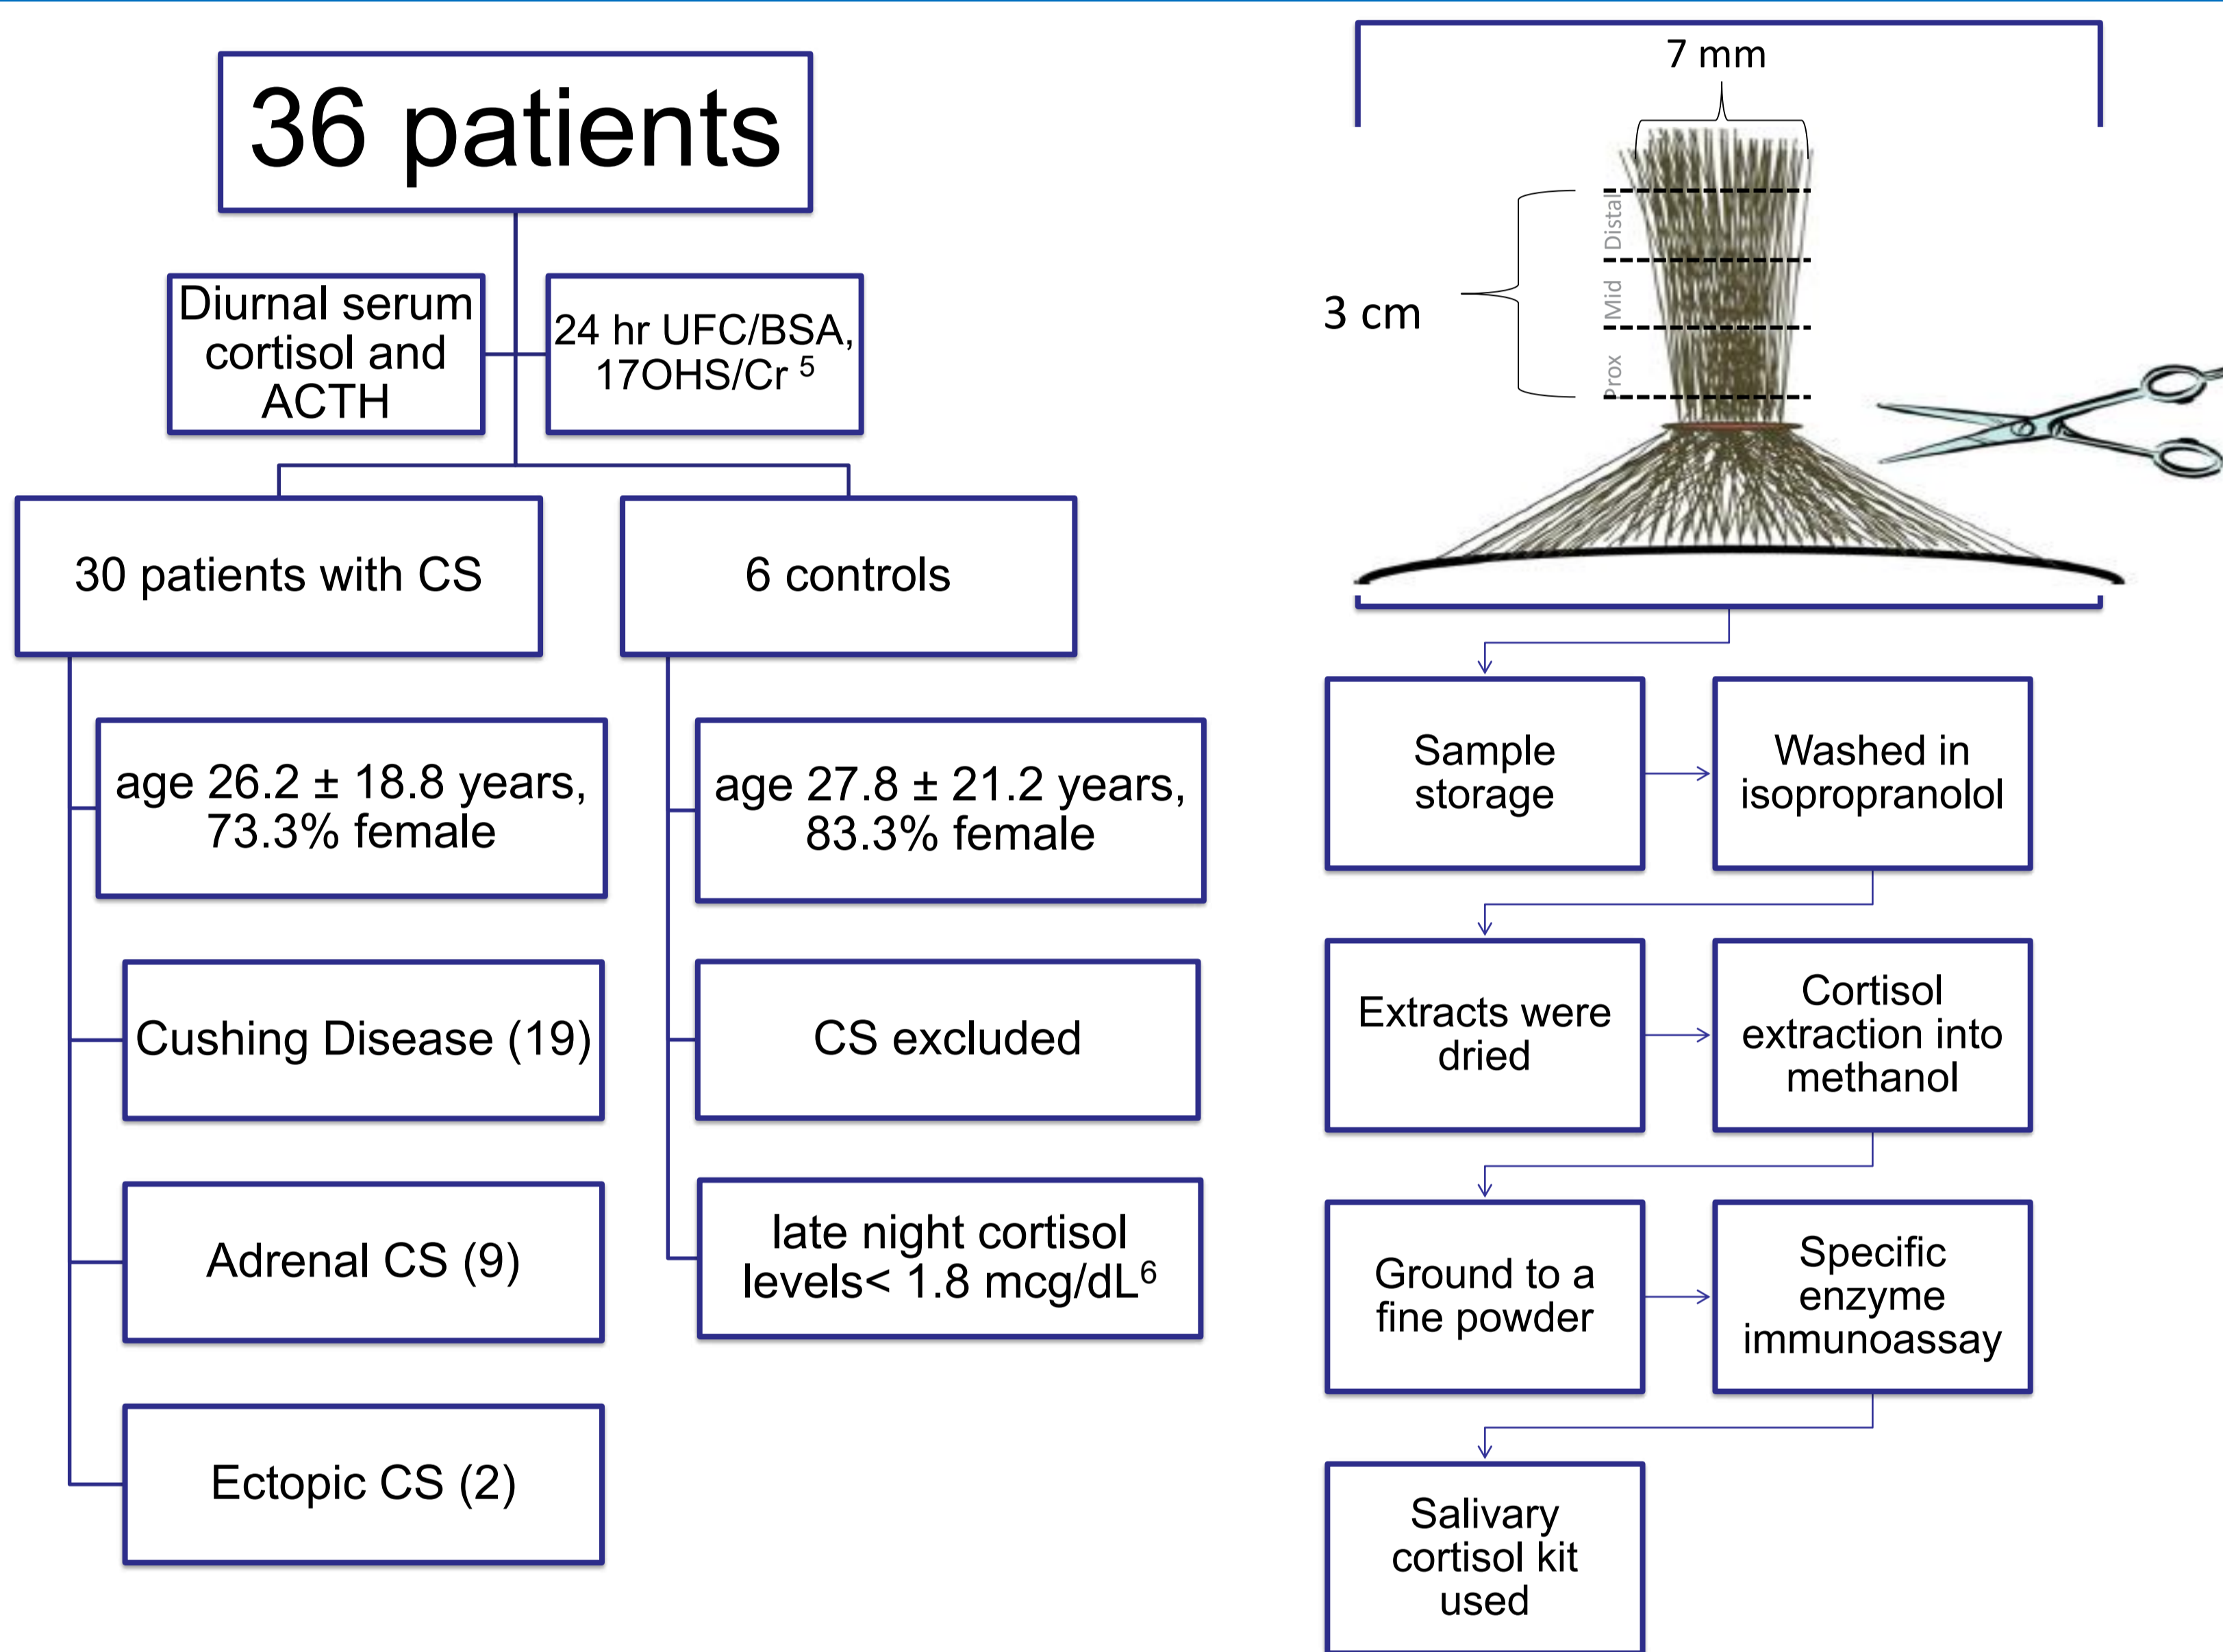 36 patients
Diurnal serum
cortisol and
ACTH
24 hr UFC/BSA,
17OHS/Cr 5
30 patients with CS
6 controls
age 26.2 ± 18.8 years,
73.3% female
age 27.8 ± 21.2 years,
83.3% female
Cushing Disease (19)
CS excluded
Adrenal CS (9)
late night cortisol
levels< 1.8 mcg/dL6
Ectopic CS (2)
7 mm
3 cm
Distal
Mid
Prox
Sample
storage
Washed in
isopropranolol
Extracts were
dried
Cortisol
extraction into
methanol
Ground to a
fine powder
Specific
enzyme
immunoassay
Salivary
cortisol kit
used